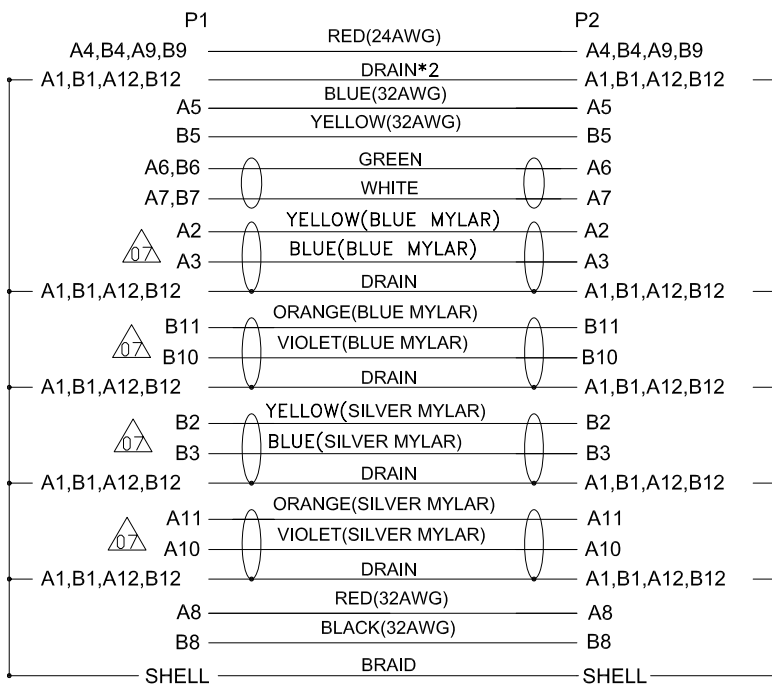 P1 P2
A4,B4,A9,B9 RED(24AWG) A4,B4,A9,B9
A1,B1,A12,B12 DRAIN*2 A1,B1,A12,B12
A5 BLUE(32AWG) A5
B5 YELLOW(32AWG) B5
A6,B6 GREEN A6
A7,B7 WHITE A7
A2 YELLOW(BLUE MYLAR) A2
07 A3 BLUE(BLUE MYLAR) A3
A1,B1,A12,B12 DRAIN A1,B1,A12,B12
B11 ORANGE(BLUE MYLAR) B11
07 B10 VIOLET(BLUE MYLAR) B10
A1,B1,A12,B12 DRAIN A1,B1,A12,B12
B2 YELLOW(SILVER MYLAR) B2
07 B3 BLUE(SILVER MYLAR) B3
A1,B1,A12,B12 DRAIN A1,B1,A12,B12
A11 ORANGE(SILVER MYLAR) A11
07 A10 VIOLET(SILVER MYLAR) A10
A1,B1,A12,B12 DRAIN A1,B1,A12,B12
A8 RED(32AWG) A8
B8 BLACK(32AWG) B8
SHELL BRAID SHELL